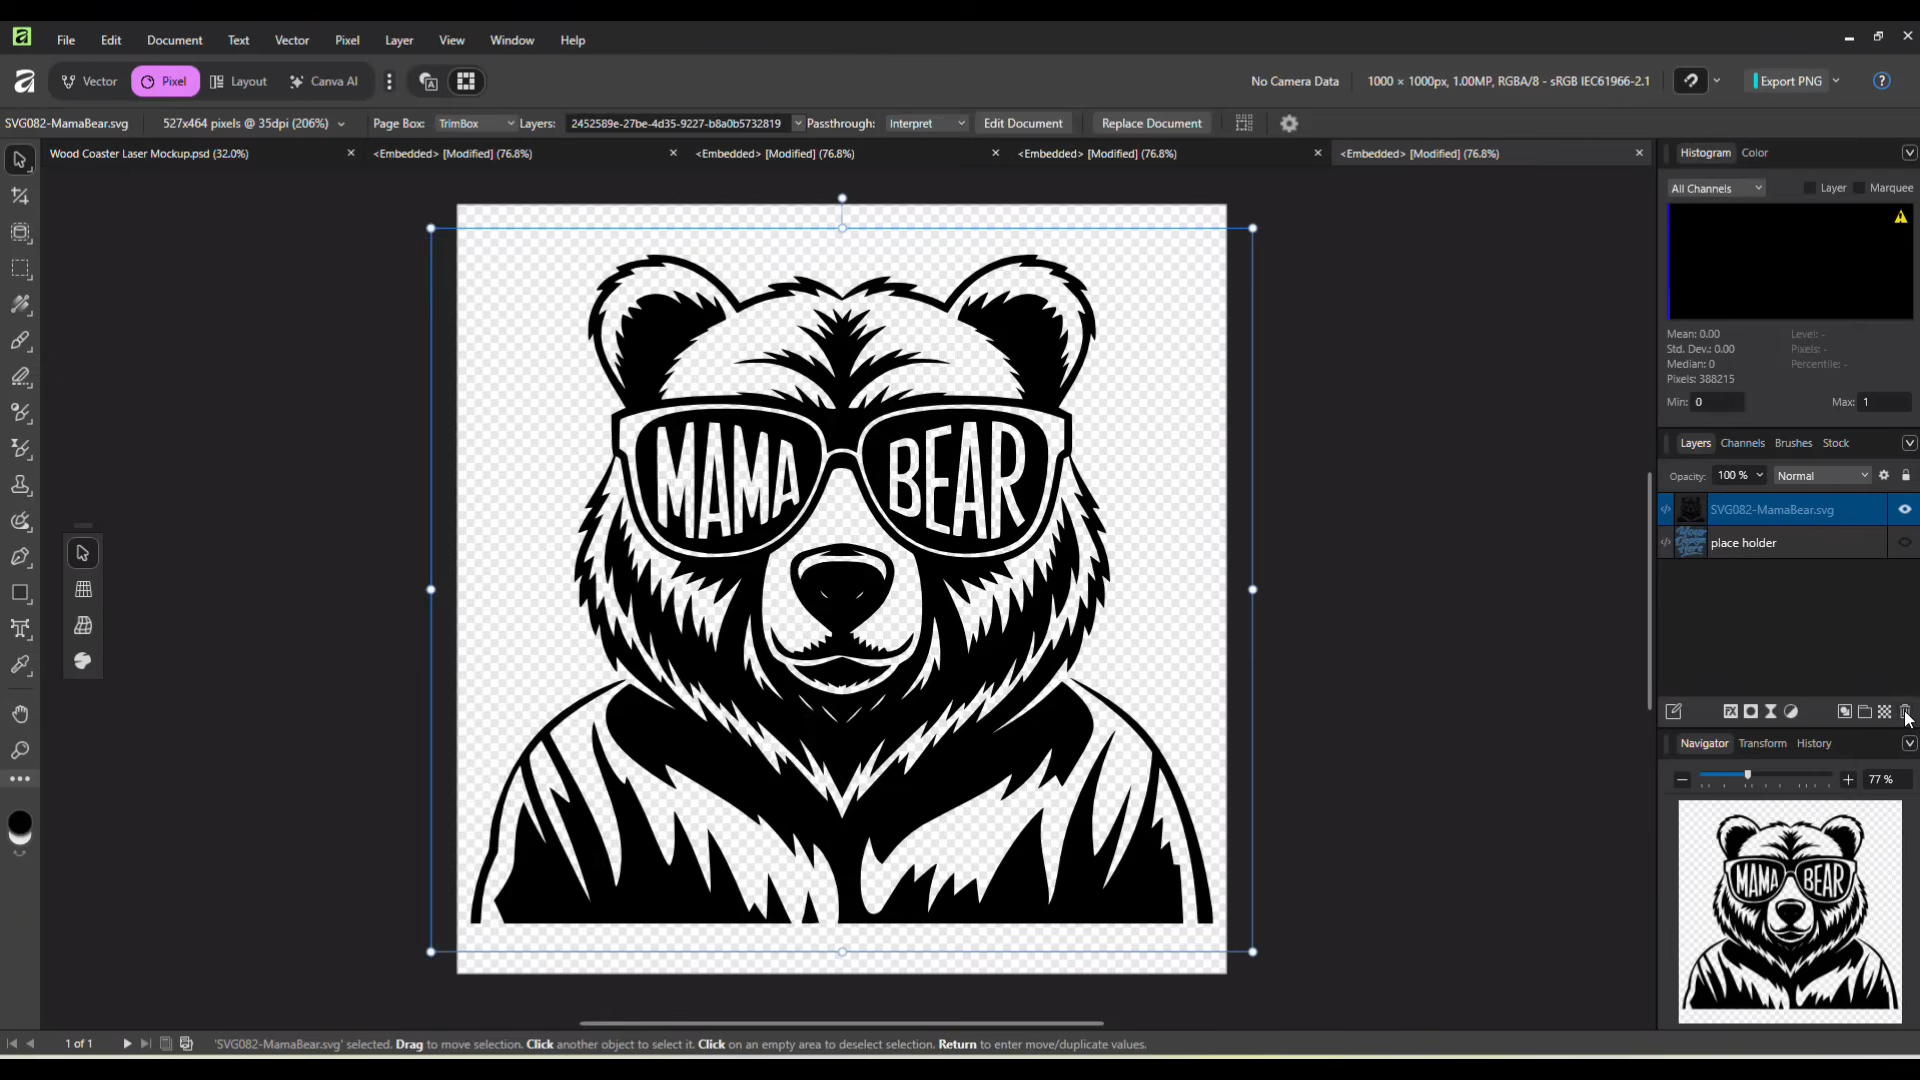 File Edit Document Text Vector Pixel Layer View Window Help
Vector Pixel Layout Canva AI No Camera Data 1000 × 1000px, 1.00MP, RGBA/8 - sRGB IEC61966-2.1 Export PNG
SVG082-MamaBear.svg 527x464 pixels @ 35dpi (206%) Page Box: TrimBox Layers: 2452589e-27be-4d35-9227-b8a0b5732819 Passthrough: Interpret Edit Document Replace Document
Wood Coaster Laser Mockup.psd (32.0%) <Embedded> [Modified] (76.8%) <Embedded> [Modified] (76.8%) <Embedded> [Modified] (76.8%) <Embedded> [Modified] (76.8%)
Histogram Color
All Channels Layer Marquee
Mean: 0.00 Level: -
Std. Dev.: 0.00 Pixels: -
Median: 0 Percentile: -
Pixels: 388215
Min: 0 Max: 1
Layers Channels Brushes Stock
Opacity: 100 % Normal
SVG082-MamaBear.svg
place holder
MAMA BEAR
Navigator Transform History
77 %
MAMA BEAR
1 of 1 'SVG082-MamaBear.svg' selected. Drag to move selection. Click another object to select it. Click on an empty area to deselect selection. Return to enter move/duplicate values.